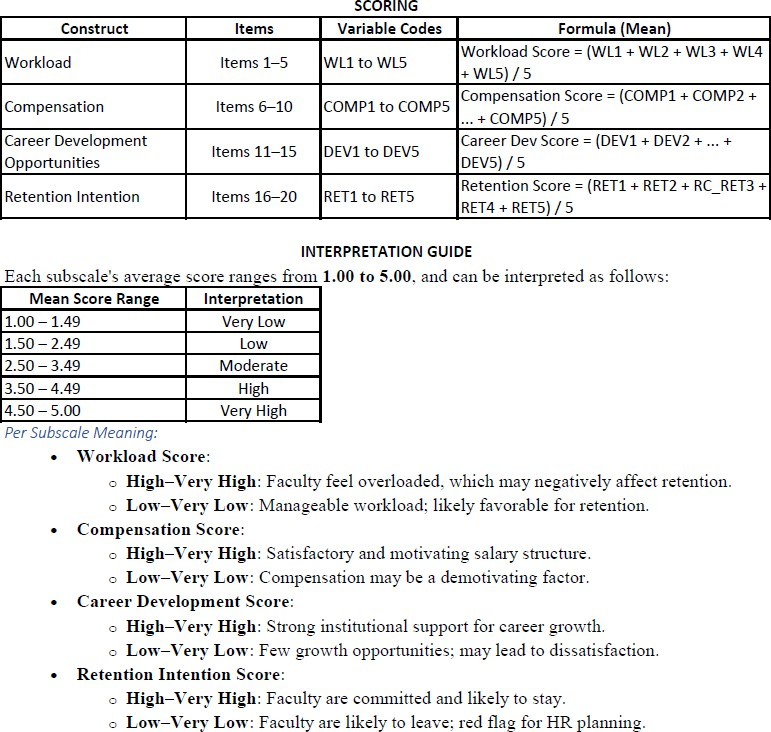 SCORING
Construct Items Variable Codes Formula (Mean)
Workload Items 1–5 WL1 to WL5 Workload Score = (WL1 + WL2 + WL3 + WL4
+ WL5) / 5
Compensation Items 6–10 COMP1 to COMP5 Compensation Score = (COMP1 + COMP2 +
... + COMP5) / 5
Career Development
Opportunities Items 11–15 DEV1 to DEV5 Career Dev Score = (DEV1 + DEV2 + ... +
DEV5) / 5
Retention Intention Items 16–20 RET1 to RET5 Retention Score = (RET1 + RET2 + RC_RET3 +
RET4 + RET5) / 5
INTERPRETATION GUIDE
Each subscale's average score ranges from 1.00 to 5.00, and can be interpreted as follows:
Mean Score Range Interpretation
1.00 – 1.49 Very Low
1.50 – 2.49 Low
2.50 – 3.49 Moderate
3.50 – 4.49 High
4.50 – 5.00 Very High
Per Subscale Meaning:
• Workload Score:
o High–Very High: Faculty feel overloaded, which may negatively affect retention.
o Low–Very Low: Manageable workload; likely favorable for retention.
• Compensation Score:
o High–Very High: Satisfactory and motivating salary structure.
o Low–Very Low: Compensation may be a demotivating factor.
• Career Development Score:
o High–Very High: Strong institutional support for career growth.
o Low–Very Low: Few growth opportunities; may lead to dissatisfaction.
• Retention Intention Score:
o High–Very High: Faculty are committed and likely to stay.
o Low–Very Low: Faculty are likely to leave; red flag for HR planning.